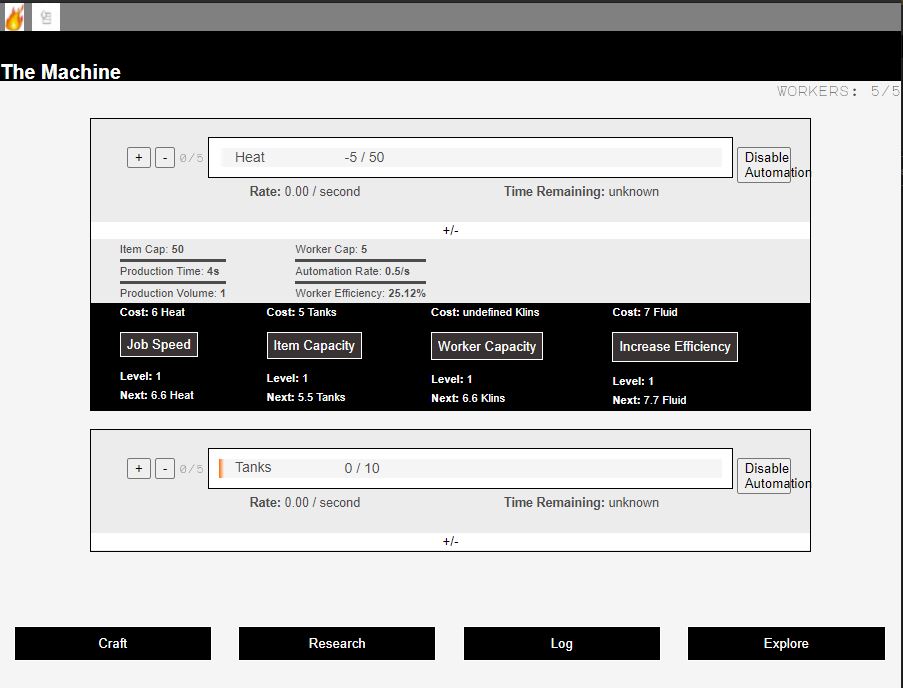 The Machine
WORKERS: 5/5
+ - 0/5 Heat -5 / 50 Disable Automation
Rate: 0.00 / second Time Remaining: unknown
+/-
Item Cap: 50 Worker Cap: 5
Production Time: 4s Automation Rate: 0.5/s
Production Volume: 1 Worker Efficiency: 25.12%
Cost: 6 Heat Cost: 5 Tanks Cost: undefined Klins Cost: 7 Fluid
Job Speed Item Capacity Worker Capacity Increase Efficiency
Level: 1 Level: 1 Level: 1 Level: 1
Next: 6.6 Heat Next: 5.5 Tanks Next: 6.6 Klins Next: 7.7 Fluid
+ - 0/5 Tanks 0 / 10 Disable Automation
Rate: 0.00 / second Time Remaining: unknown
+/-
Craft Research Log Explore